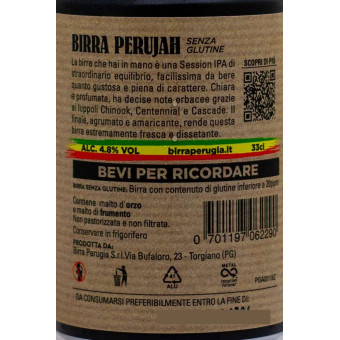 BIRRA PERUJAH SENZA GLUTINE
SCOPRI DI PIÙ
La birra che hai in mano è una Session IPA di
straordinario equilibrio, facilissima da bere
quanto gustosa e piena di carattere. Chiara
e profumata, ha decise note erbacee grazie
ai luppoli Chinook, Centennial e Cascade. Il
finale, agrumato e amaricante, rende questa
birra estremamente fresca e dissetante.
ALC. 4.8% VOL birraperugia.it 33cl
BEVI PER RICORDARE
BIRRA SENZA GLUTINE: Birra con contenuto di glutine inferiore a 20ppm
Contiene malto d'orzo
e malto di frumento
Non pastorizzata e non filtrata.
Conservare in frigorifero
PRODOTTA DA:
Birra Perugia S.r.l.Via Bufaloro, 23 - Torgiano (PG)
0 701197 062290
41
ALU
METAL
DA CONSUMARSI PREFERIBILMENTE ENTRO LA FINE DI: